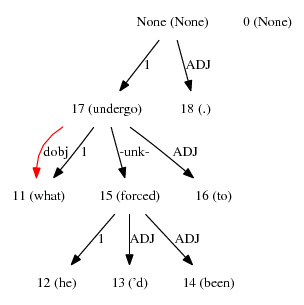 None (None) 0 (None)
1 ADJ
17 (undergo) 18 (.)
dobj 1 -unk- ADJ
11 (what) 15 (forced) 16 (to)
1 ADJ ADJ
12 (he) 13 ('d) 14 (been)